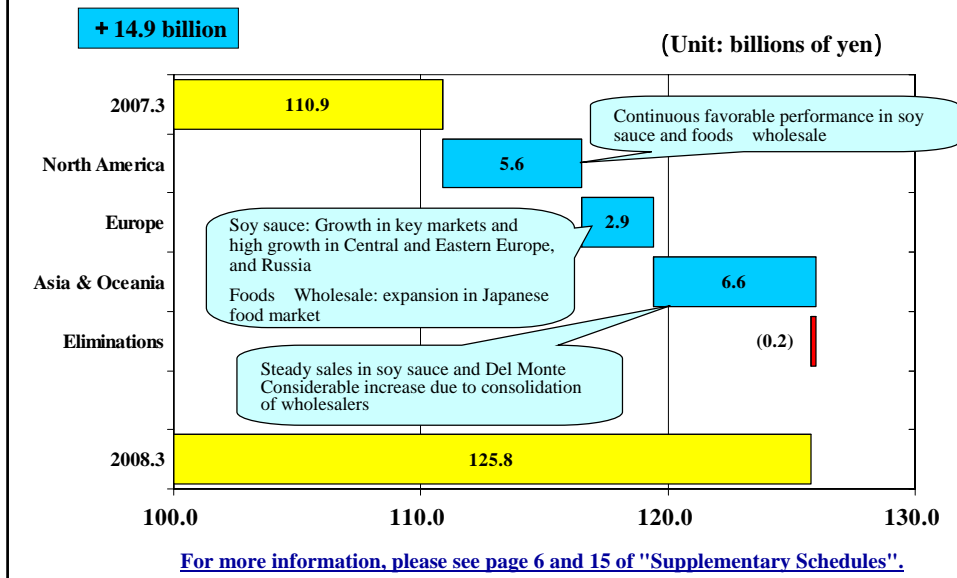 + 14.9 billion
(Unit: billions of yen)
2007.3
110.9
Continuous favorable performance in soy
sauce and foods wholesale
North America
5.6
Europe
2.9
Soy sauce: Growth in key markets and
high growth in Central and Eastern Europe,
and Russia
Foods Wholesale: expansion in Japanese
food market
Asia & Oceania
6.6
Eliminations
(0.2)
Steady sales in soy sauce and Del Monte
Considerable increase due to consolidation
of wholesalers
2008.3
125.8
100.0 110.0 120.0 130.0
For more information, please see page 6 and 15 of "Supplementary Schedules".